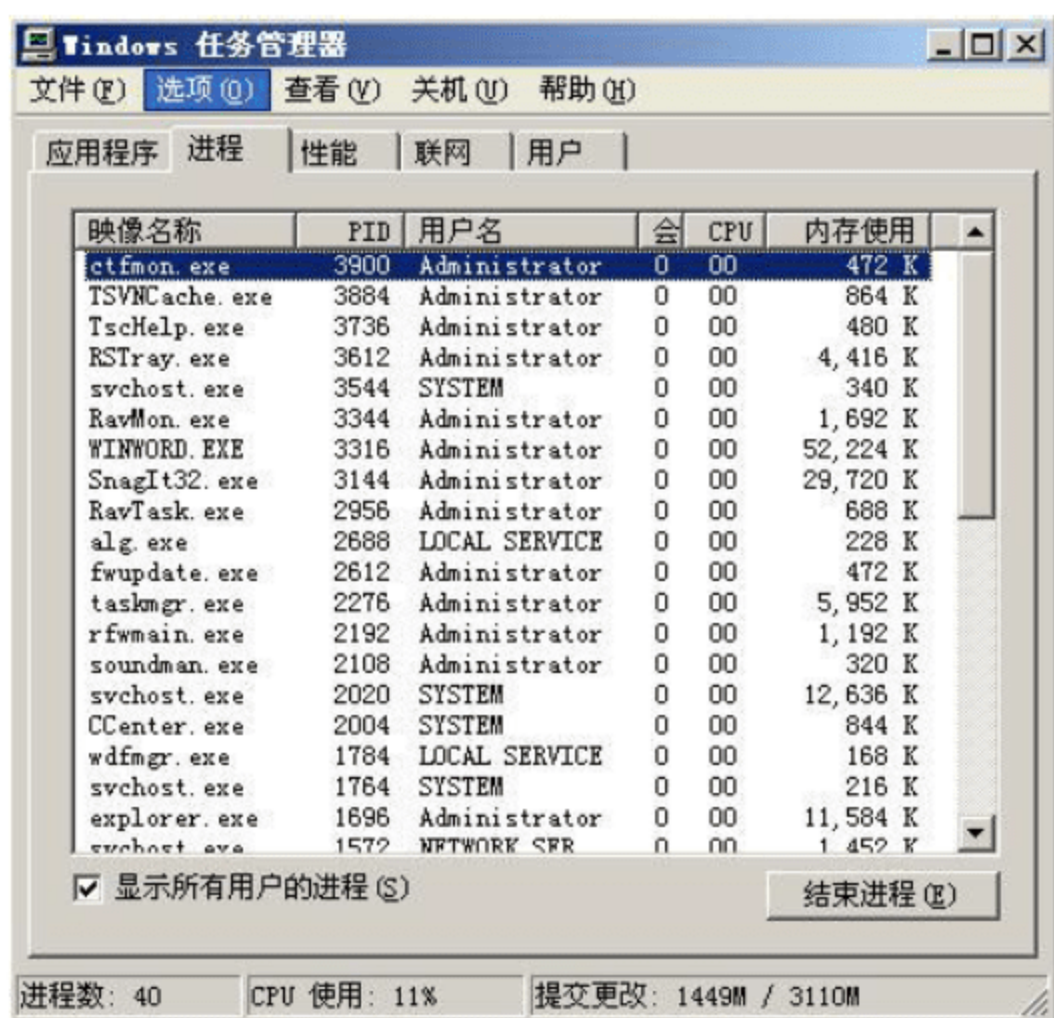 Windows 任务管理器
文件(F) 选项(O) 查看(V) 关机(U) 帮助(H)
应用程序 进程 性能 联网 用户
映像名称 PID 用户名 会 CPU 内存使用
ctfmon.exe 3900 Administrator 0 00 472 K
TSVNCache.exe 3884 Administrator 0 00 864 K
TscHelp.exe 3736 Administrator 0 00 480 K
RSTray.exe 3612 Administrator 0 00 4,416 K
svchost.exe 3544 SYSTEM 0 00 340 K
RavMon.exe 3344 Administrator 0 00 1,692 K
WINWORD.EXE 3316 Administrator 0 00 52,224 K
SnagIt32.exe 3144 Administrator 0 00 29,720 K
RavTask.exe 2956 Administrator 0 00 688 K
alg.exe 2688 LOCAL SERVICE 0 00 228 K
fwupdate.exe 2612 Administrator 0 00 472 K
taskmgr.exe 2276 Administrator 0 00 5,952 K
rfwmain.exe 2192 Administrator 0 00 1,192 K
soundman.exe 2108 Administrator 0 00 320 K
svchost.exe 2020 SYSTEM 0 00 12,636 K
CCenter.exe 2004 SYSTEM 0 00 844 K
wdfmgr.exe 1784 LOCAL SERVICE 0 00 168 K
svchost.exe 1764 SYSTEM 0 00 216 K
explorer.exe 1696 Administrator 0 00 11,584 K
svchost.exe 1572 NETWORK SER 0 00 1,452 K
显示所有用户的进程(S) 结束进程(E)
进程数: 40 CPU 使用: 11% 提交更改: 1449M / 3110M